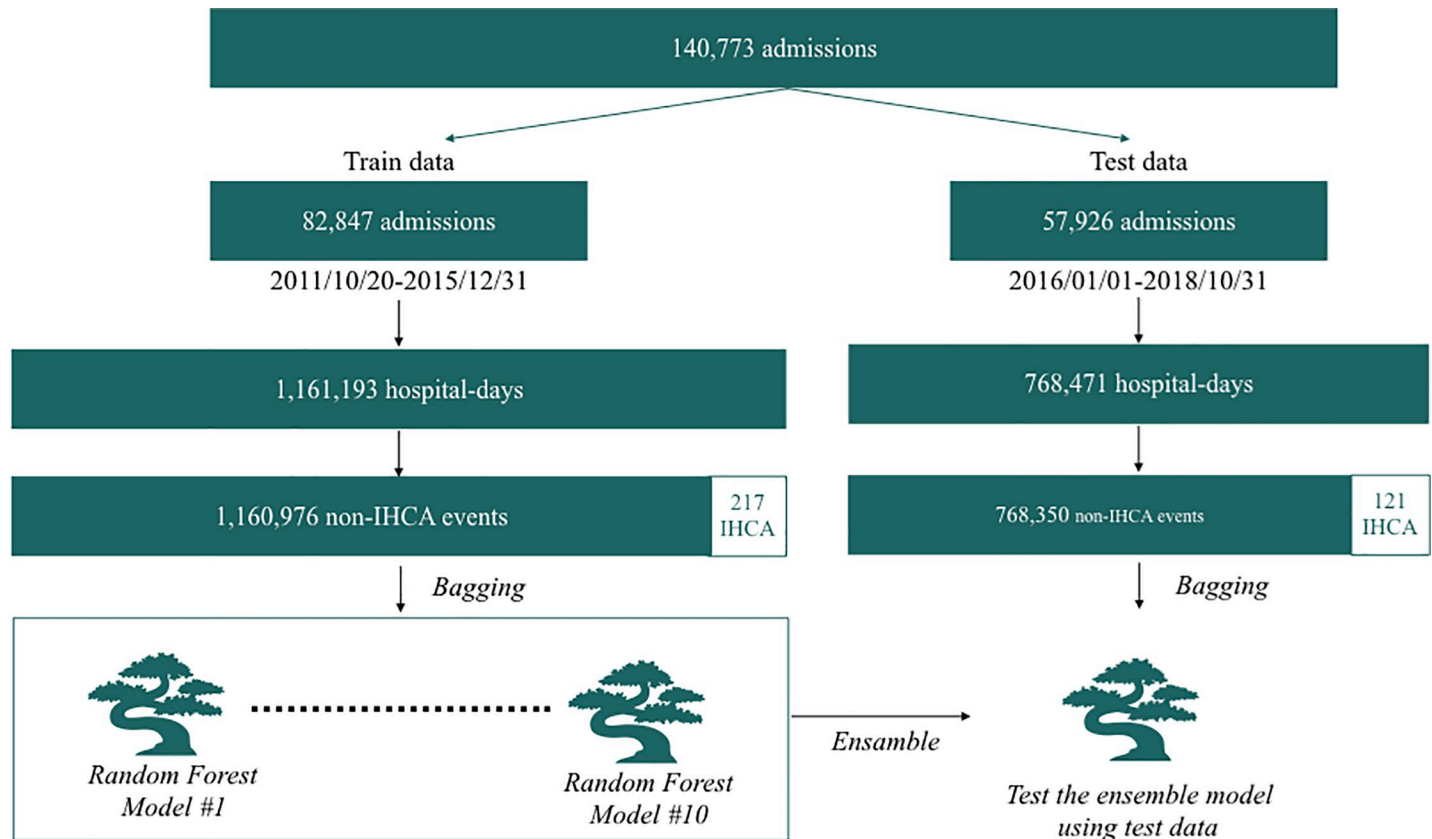 140,773 admissions
Train data
82,847 admissions
2011/10/20-2015/12/31
1,161,193 hospital-days
1,160,976 non-IHCA events
217
IHCA
Bagging
Random Forest
Model #1
Random Forest
Model #10
Ensamble
Test data
57,926 admissions
2016/01/01-2018/10/31
768,471 hospital-days
768,350 non-IHCA events
121
IHCA
Bagging
Test the ensemble model
using test data